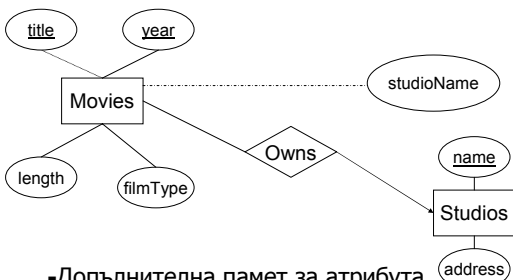 title
year
studioName
Movies
Owns
name
length
filmType
Studios
-Допълнителна памет за атрибута
address